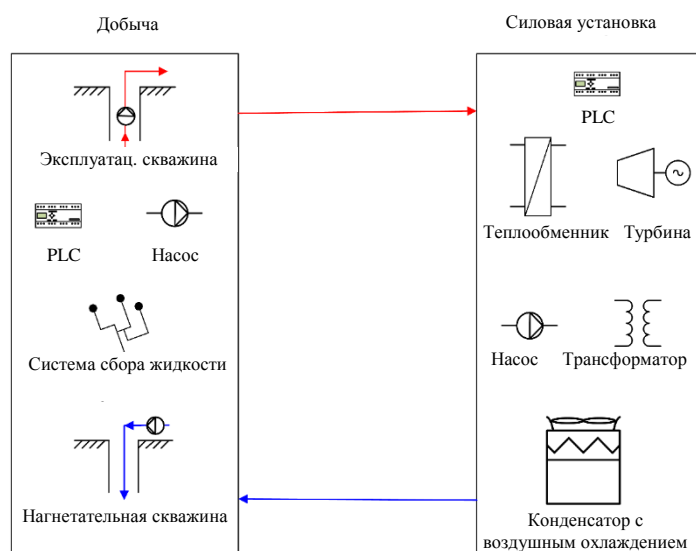 Добыча
Силовая установка
Эксплуатац. скважина
PLC
Насос
Система сбора жидкости
Нагнетательная скважина
PLC
Теплообменник
Турбина
Насос
Трансформатор
Конденсатор с
воздушным охлаждением